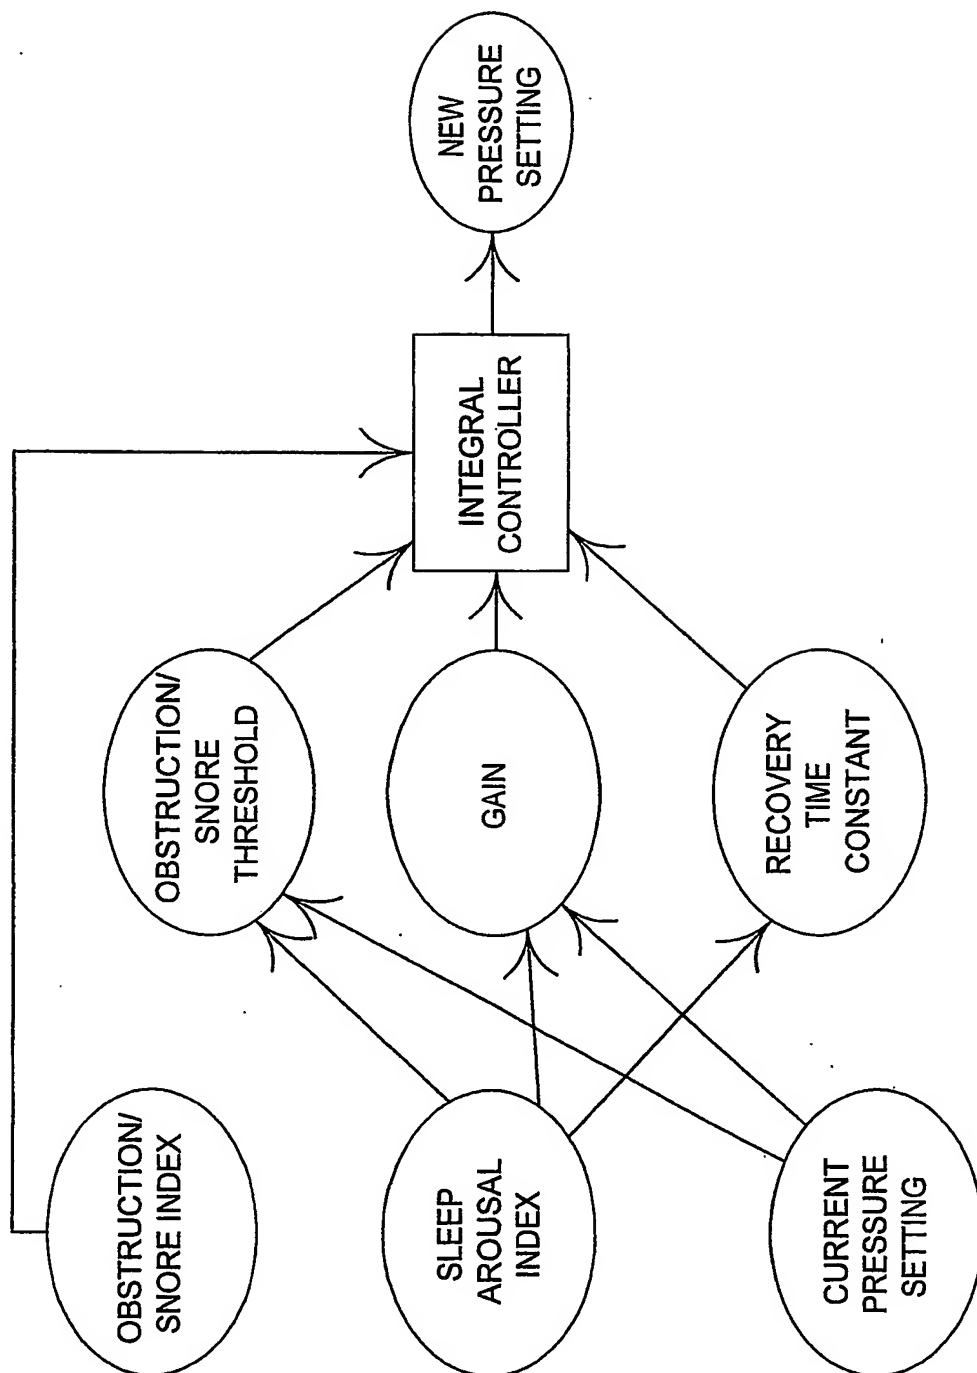 OBSTRUCTION/
SNORE INDEX
SLEEP
AROUSAL
INDEX
CURRENT
PRESSURE
SETTING
OBSTRUCTION/
SNORE
THRESHOLD
GAIN
RECOVERY
TIME
CONSTANT
INTEGRAL
CONTROLLER
NEW
PRESSURE
SETTING